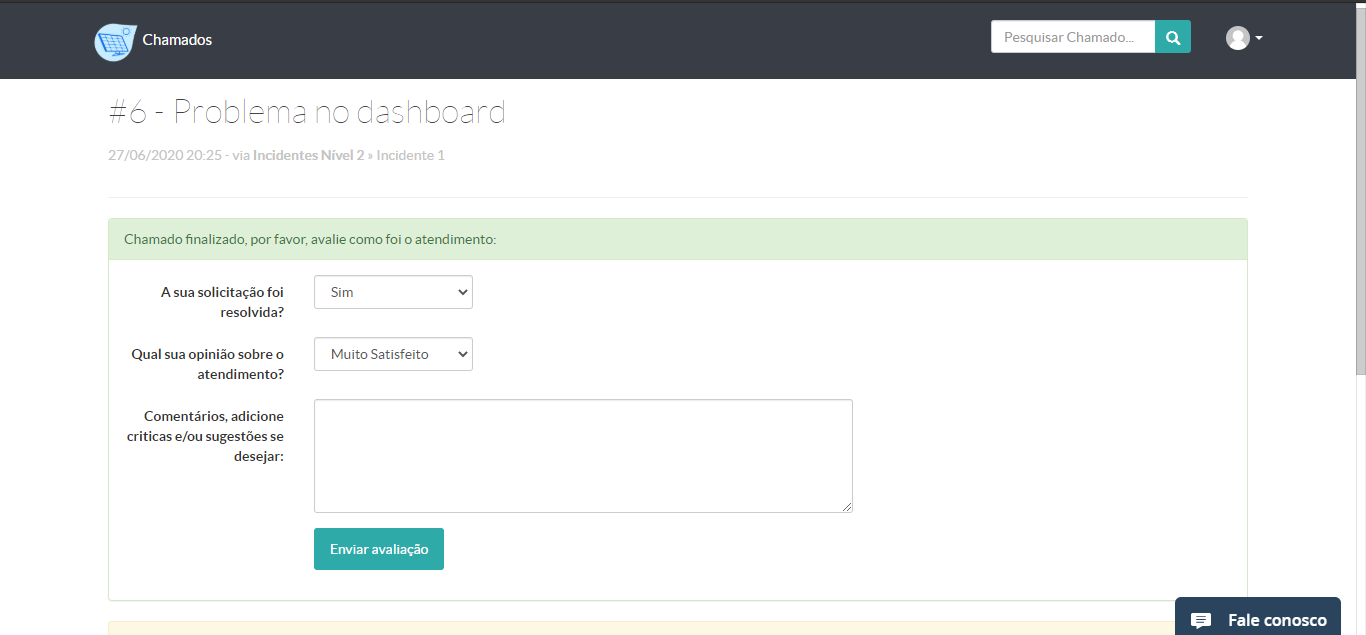 Chamados
Pesquisar Chamado...
#6 - Problema no dashboard
27/06/2020 20:25 - via Incidentes Nível 2 » Incidente 1
Chamado finalizado, por favor, avalie como foi o atendimento:
A sua solicitação foi
resolvida?
Sim
Qual sua opinião sobre o
atendimento?
Muito Satisfeito
Comentários, adicione
criticas e/ou sugestões se
desejar:
Enviar avaliação
Fale conosco